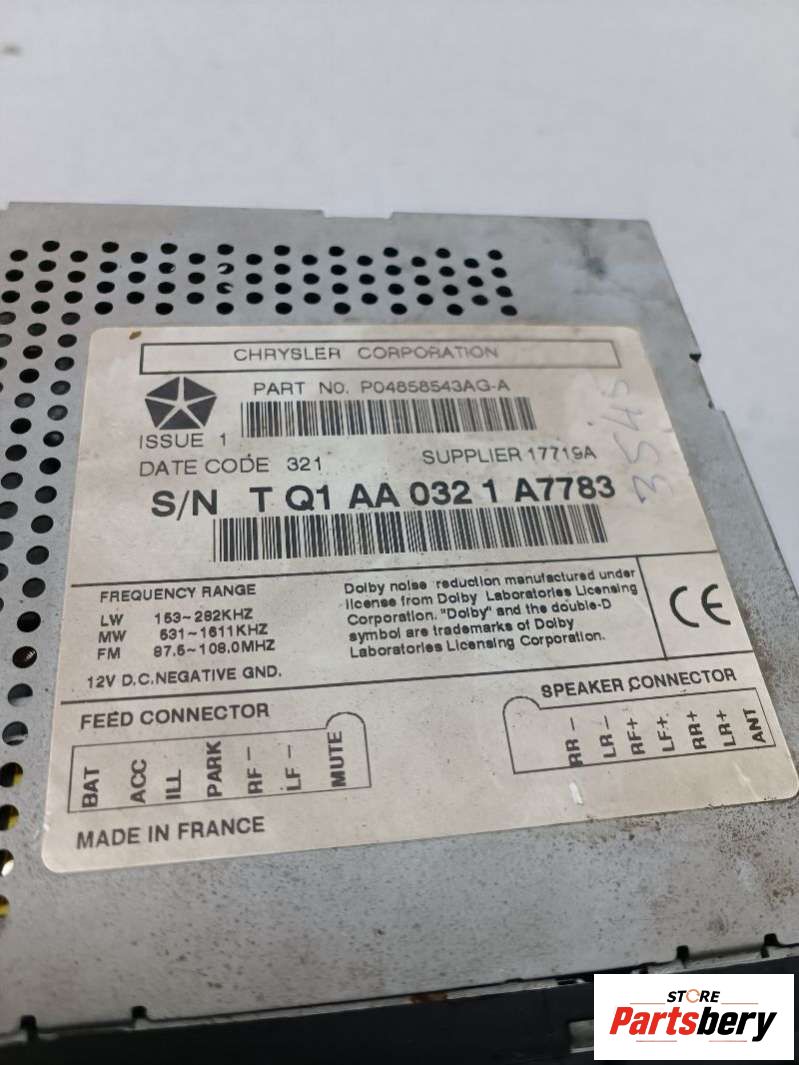 CHRYSLER CORPORATION
PART No. P04858543AG-A
ISSUE 1
DATE CODE 321
SUPPLIER 17719A
S/N T Q1 AA 032 1 A7783
3545
FREQUENCY RANGE
LW 153~282KHZ
MW 531~1611KHZ
FM 87.5~108.0MHZ
12V D.C.NEGATIVE GND.
Dolby noise reduction manufactured under
license from Dolby Laboratories Licensing
Corporation. "Dolby" and the double-D
symbol are trademarks of Dolby
Laboratories Licensing Corporation.
CE
FEED CONNECTOR
BAT ACC ILL PARK RF- LF- MUTE
SPEAKER CONNECTOR
RR- LR- RF+ LF+ RR+ LR+ ANT
MADE IN FRANCE
STORE
Partsbery